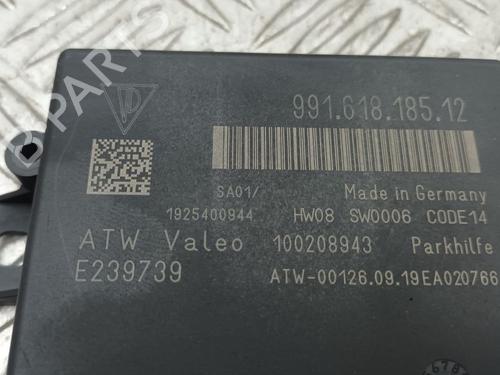 991.618.185.12
SA01/ Made in Germany
1925400944 HW08 SW0006 CODE14
ATW Valeo 100208943 Parkhilfe
E239739 ATW-00126.09.19EA020766